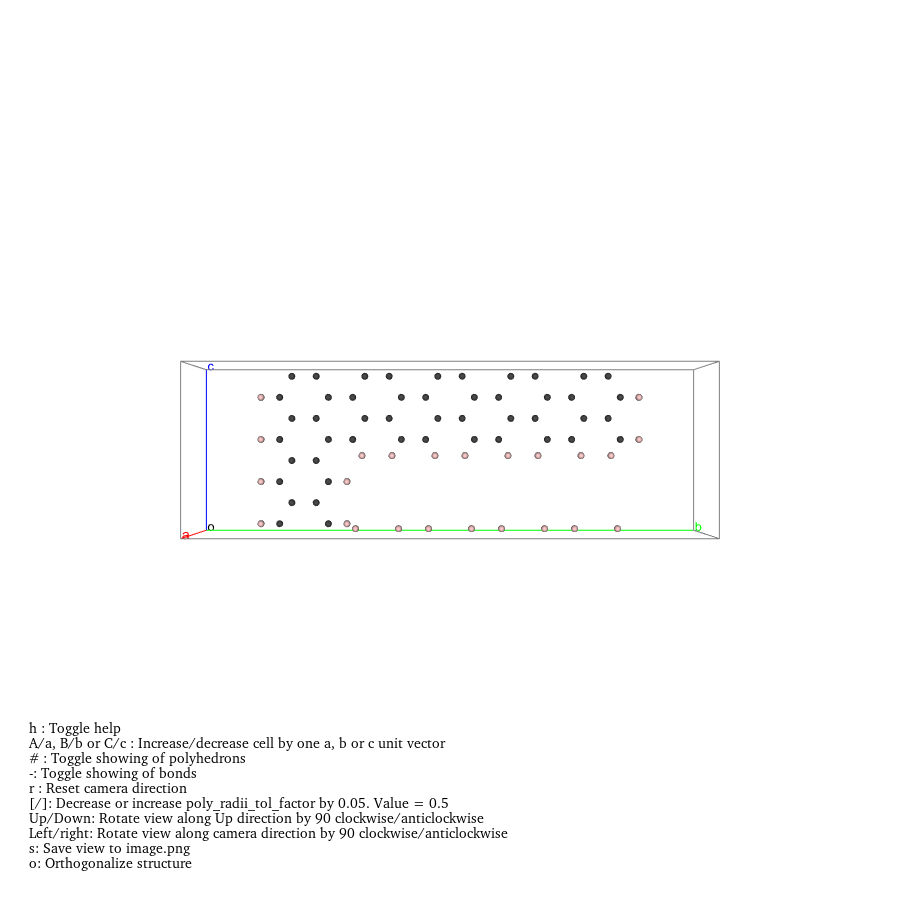 c
o
a
b
h : Toggle help
A/a, B/b or C/c : Increase/decrease cell by one a, b or c unit vector
# : Toggle showing of polyhedrons
-: Toggle showing of bonds
r : Reset camera direction
[/]: Decrease or increase poly_radii_tol_factor by 0.05. Value = 0.5
Up/Down: Rotate view along Up direction by 90 clockwise/anticlockwise
Left/right: Rotate view along camera direction by 90 clockwise/anticlockwise
s: Save view to image.png
o: Orthogonalize structure